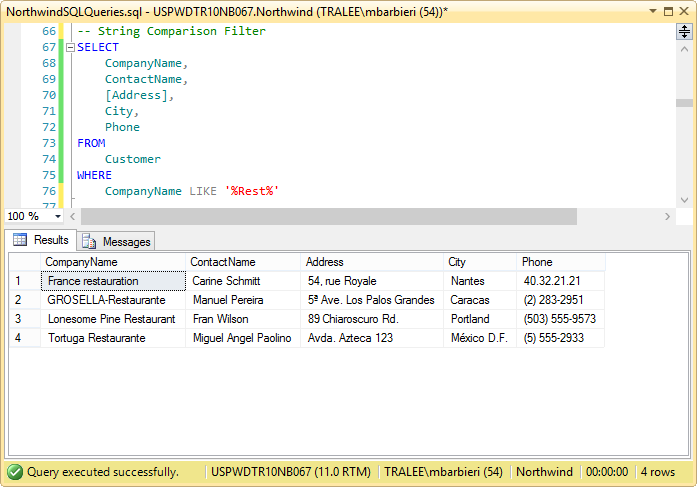 NorthwindSQLQueries.sql - USPWDTR10NB067.Northwind (TRALEE\mbarbieri (54))*
66 -- String Comparison Filter
67 SELECT
68 CompanyName,
69 ContactName,
70 [Address],
71 City,
72 Phone
73 FROM
74 Customer
75 WHERE
76 CompanyName LIKE '%Rest%'
77
100 %
Results Messages
CompanyName ContactName Address City Phone
1 France restauration Carine Schmitt 54, rue Royale Nantes 40.32.21.21
2 GROSELLA-Restaurante Manuel Pereira 5ª Ave. Los Palos Grandes Caracas (2) 283-2951
3 Lonesome Pine Restaurant Fran Wilson 89 Chiaroscuro Rd. Portland (503) 555-9573
4 Tortuga Restaurante Miguel Angel Paolino Avda. Azteca 123 México D.F. (5) 555-2933
Query executed successfully. USPWDTR10NB067 (11.0 RTM) TRALEE\mbarbieri (54) Northwind 00:00:00 4 rows